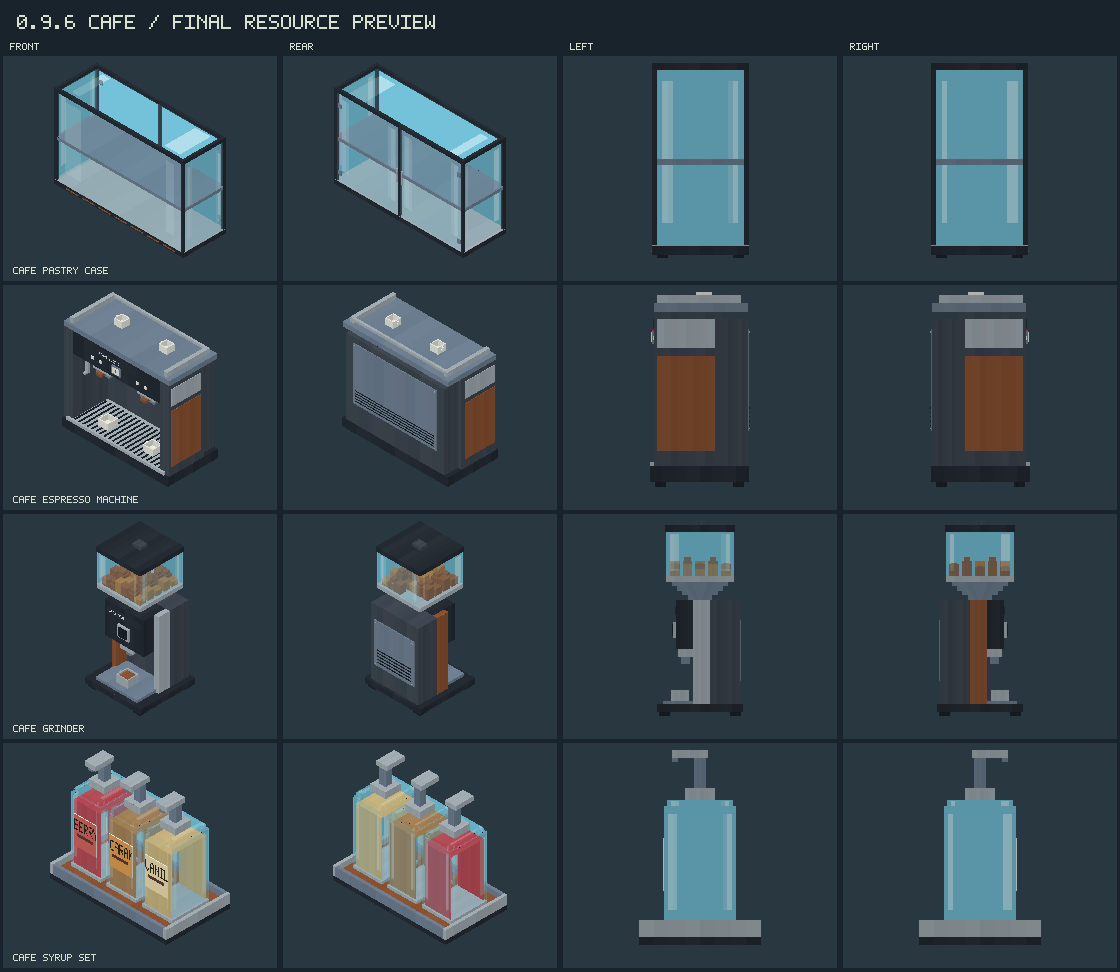 0.9.6 CAFE / FINAL RESOURCE PREVIEW
FRONT
REAR
LEFT
RIGHT
CAFE PASTRY CASE
CAFE ESPRESSO MACHINE
CAFE GRINDER
CAFE SYRUP SET